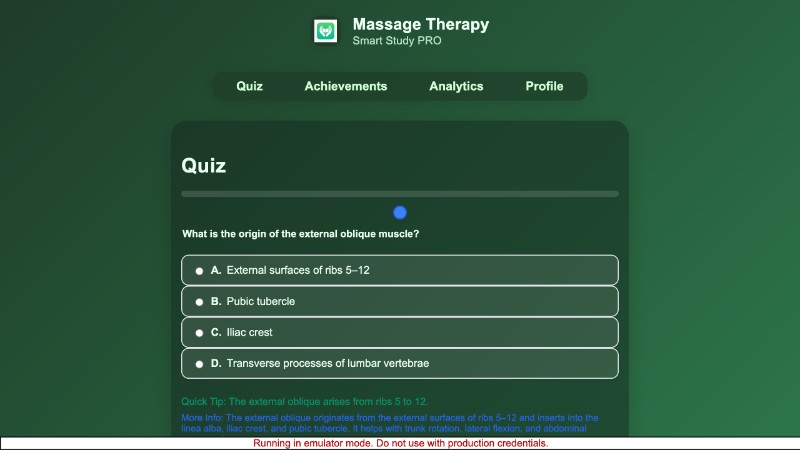 Massage Therapy
Smart Study PRO
Quiz
Achievements
Analytics
Profile
Quiz
What is the origin of the external oblique muscle?
A. External surfaces of ribs 5–12
B. Pubic tubercle
C. Iliac crest
D. Transverse processes of lumbar vertebrae
Quick Tip: The external oblique arises from ribs 5 to 12.
More Info: The external oblique originates from the external surfaces of ribs 5–12 and inserts into the
linea alba, iliac crest, and pubic tubercle. It helps with trunk rotation, lateral flexion, and abdominal
Running in emulator mode. Do not use with production credentials.